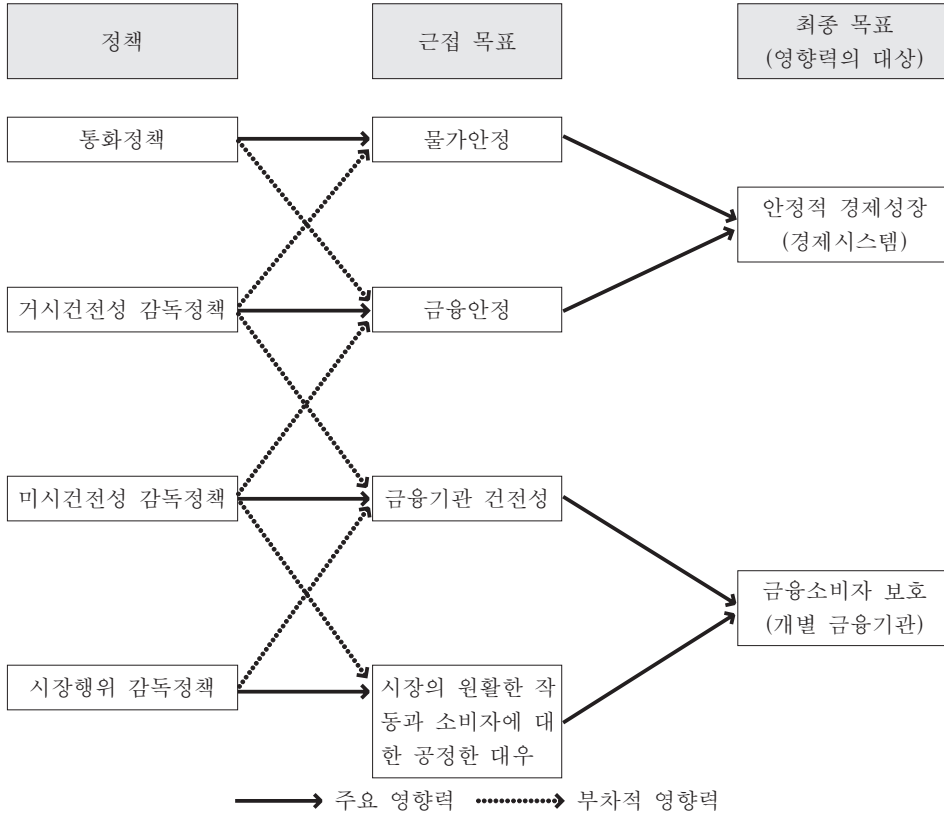 정책
근접 목표
최종 목표
(영향력의 대상)
통화정책
물가안정
안정적 경제성장
(경제시스템)
거시건전성 감독정책
금융안정
미시건전성 감독정책
금융기관 건전성
금융소비자 보호
(개별 금융기관)
시장행위 감독정책
시장의 원활한 작
동과 소비자에 대
한 공정한 대우
주요 영향력
부차적 영향력